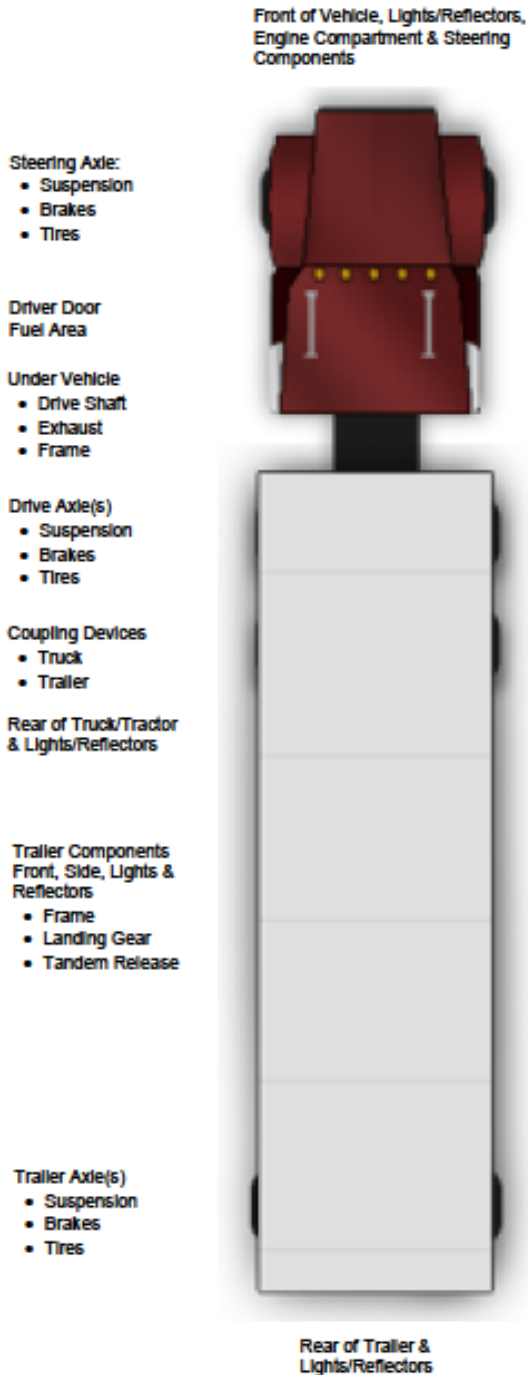 Front of Vehicle, Lights/Reflectors,
Engine Compartment & Steering
Components
Steering Axle:
• Suspension
• Brakes
• Tires
Driver Door
Fuel Area
Under Vehicle
• Drive Shaft
• Exhaust
• Frame
Drive Axle(s)
• Suspension
• Brakes
• Tires
Coupling Devices
• Truck
• Trailer
Rear of Truck/Tractor
& Lights/Reflectors
Trailer Components
Front, Side, Lights &
Reflectors
• Frame
• Landing Gear
• Tandem Release
Trailer Axle(s)
• Suspension
• Brakes
• Tires
Rear of Trailer &
Lights/Reflectors